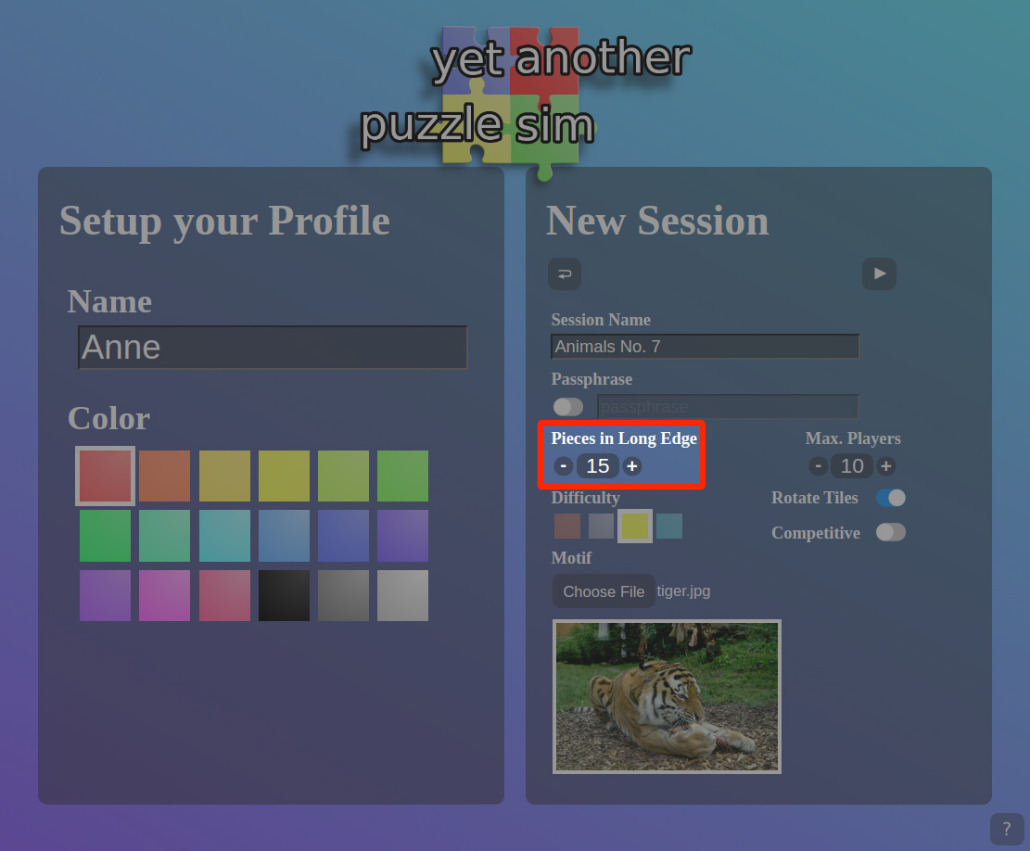 yet another
puzzle sim
Setup your Profile
Name
Anne
Color
New Session
Session Name
Animals No. 7
Passphrase
passphrase
Pieces in Long Edge
- 15 +
Max. Players
- 10 +
Difficulty
Rotate Tiles
Competitive
Motif
Choose File tiger.jpg
?